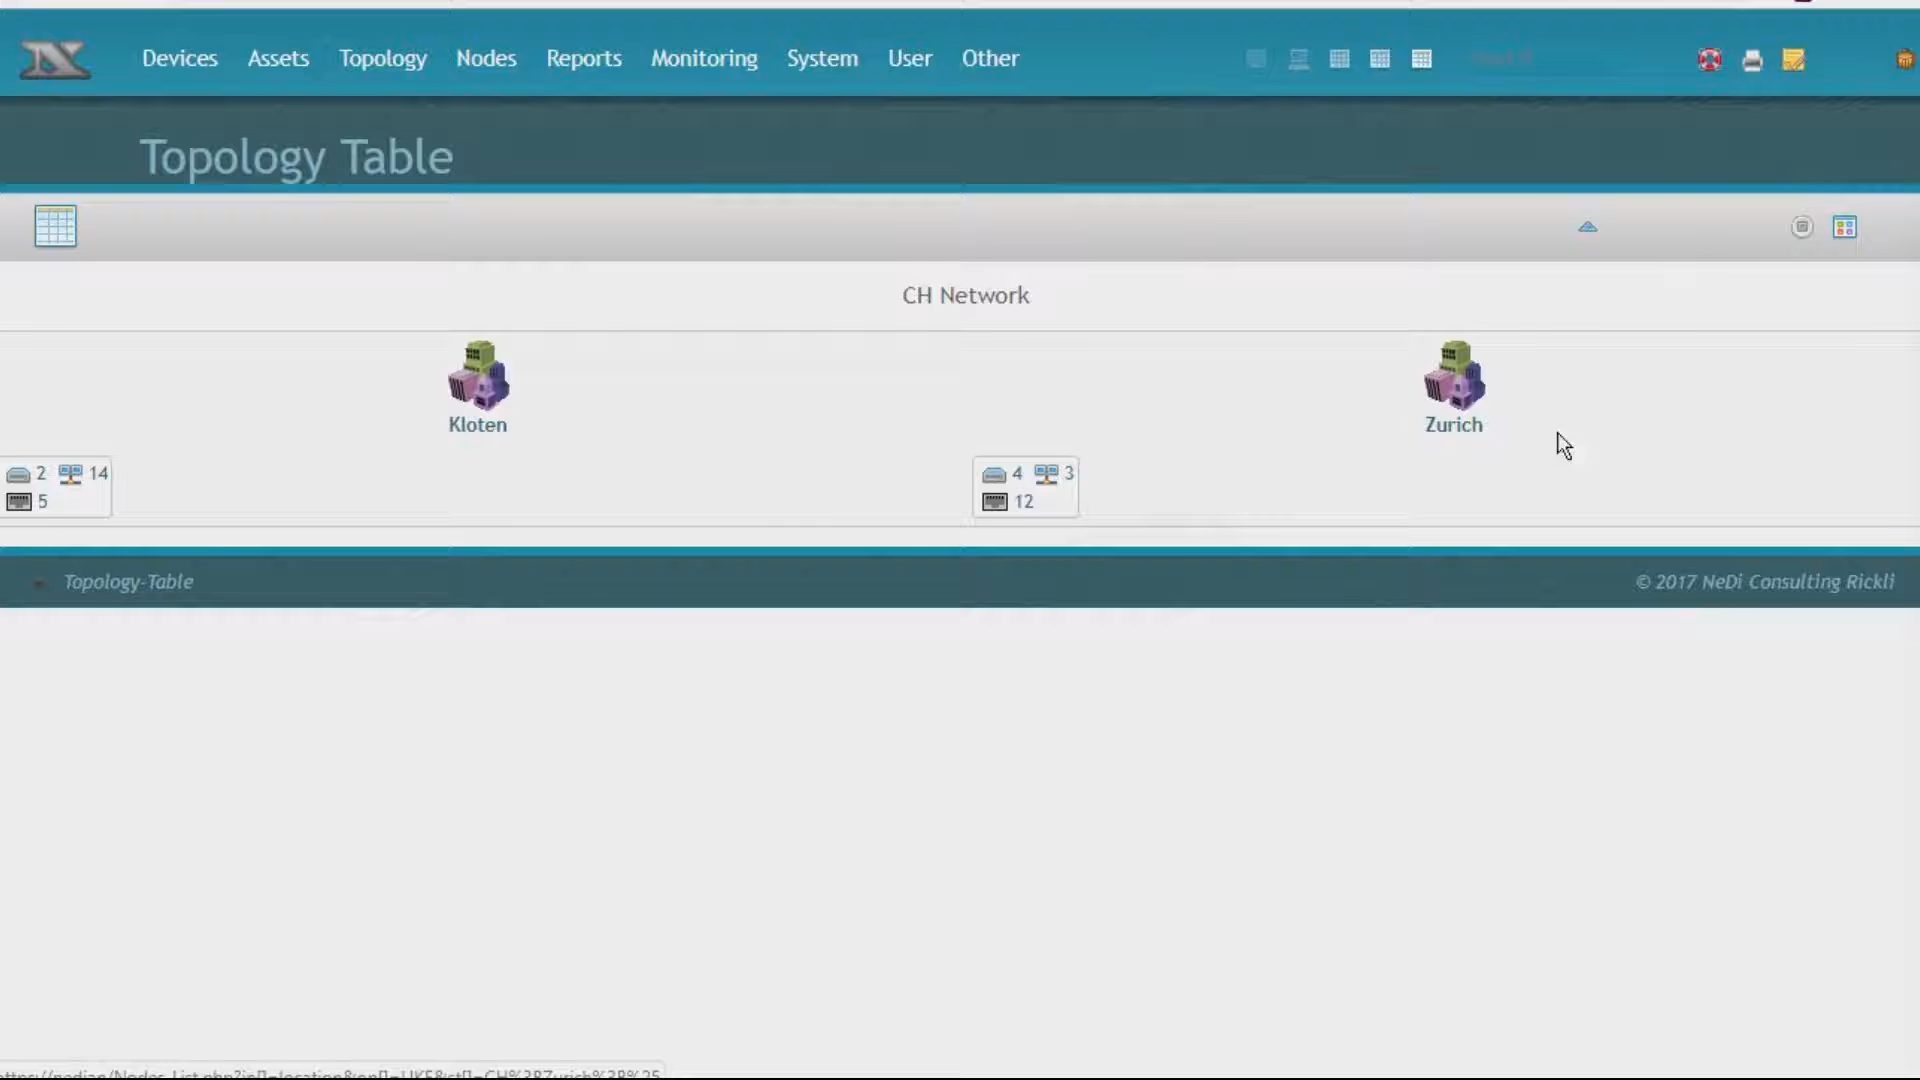 Devices Assets Topology Nodes Reports Monitoring System User Other
Topology Table
CH Network
Kloten
Zurich
2 14
5
4 3
12
Topology-Table
© 2017 NeDi Consulting Rickli